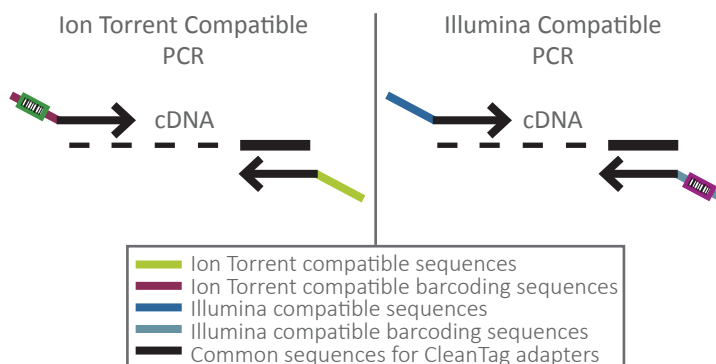 Ion Torrent Compatible
PCR
Illumina Compatible
PCR
cDNA
cDNA
Ion Torrent compatible sequences
Ion Torrent compatible barcoding sequences
Illumina compatible sequences
Illumina compatible barcoding sequences
Common sequences for CleanTag adapters